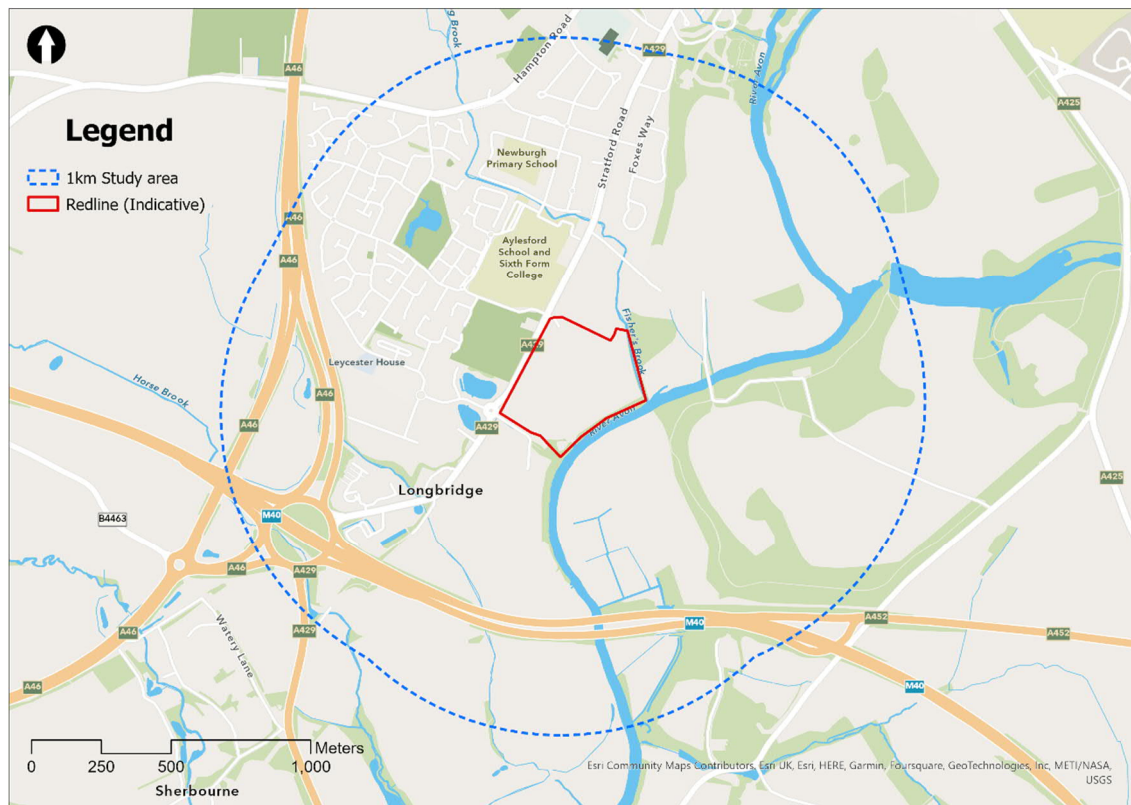 Legend
1km Study area
Redline (Indicative)
A46
Hampton Road
g Brook
A429
River Avon
A425
Stratford Road
Foxes Way
Newburgh
Primary School
A46
A46
Aylesford
School and
Sixth Form
College
Fisher's Brook
A429
Leycester House
Horse Brook
A46
A46
A429
River Avon
Longbridge
A425
B4463
M40
A46
A429
A46
A429
Watery Lane
M40
A452
A452
A46
M40
Meters
0
250
500
1,000
Sherbourne
Esri Community Maps Contributors, Esri UK, Esri, HERE, Garmin, Foursquare, GeoTechnologies, Inc, METI/NASA,
USGS